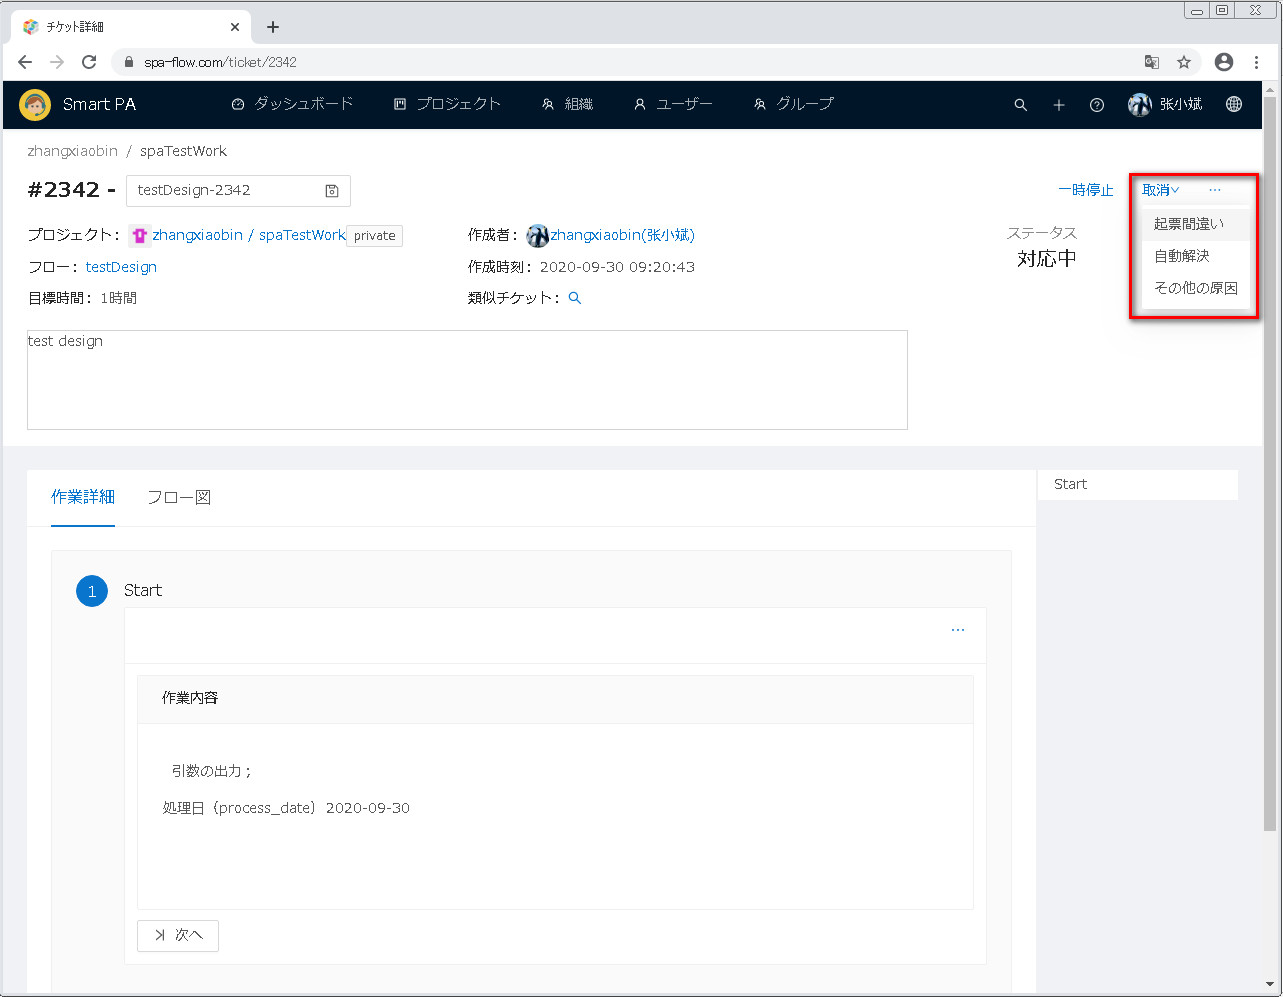 チケット詳細
spa-flow.com/ticket/2342
Smart PA ダッシュボード プロジェクト 組織 ユーザー グループ 张小斌
zhangxiaobin / spaTestWork
#2342 - testDesign-2342 一時停止 取消 ...
起票間違い
自動解決
その他の原因
プロジェクト： zhangxiaobin / spaTestWork private 作成者： zhangxiaobin(张小斌)
ステータス
対応中
フロー： testDesign 作成時刻： 2020-09-30 09:20:43
目標時間： 1時間 類似チケット：
test design
作業詳細 フロー図
Start
1 Start
...
作業内容
引数の出力；
処理日（process_date）2020-09-30
次へ